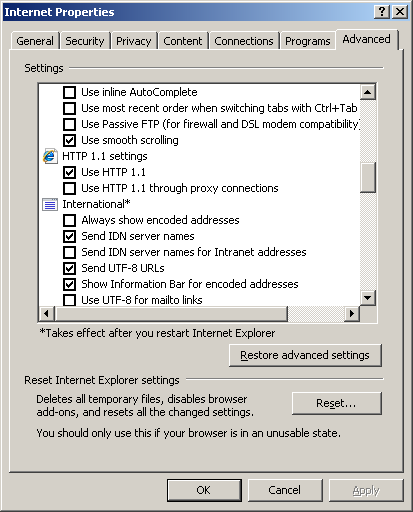 Internet Properties
General Security Privacy Content Connections Programs Advanced
Settings
Use inline AutoComplete
Use most recent order when switching tabs with Ctrl+Tab
Use Passive FTP (for firewall and DSL modem compatibility)
Use smooth scrolling
HTTP 1.1 settings
Use HTTP 1.1
Use HTTP 1.1 through proxy connections
International*
Always show encoded addresses
Send IDN server names
Send IDN server names for Intranet addresses
Send UTF-8 URLs
Show Information Bar for encoded addresses
Use UTF-8 for mailto links
*Takes effect after you restart Internet Explorer
Restore advanced settings
Reset Internet Explorer settings
Deletes all temporary files, disables browser
add-ons, and resets all the changed settings.
Reset...
You should only use this if your browser is in an unusable state.
OK Cancel Apply